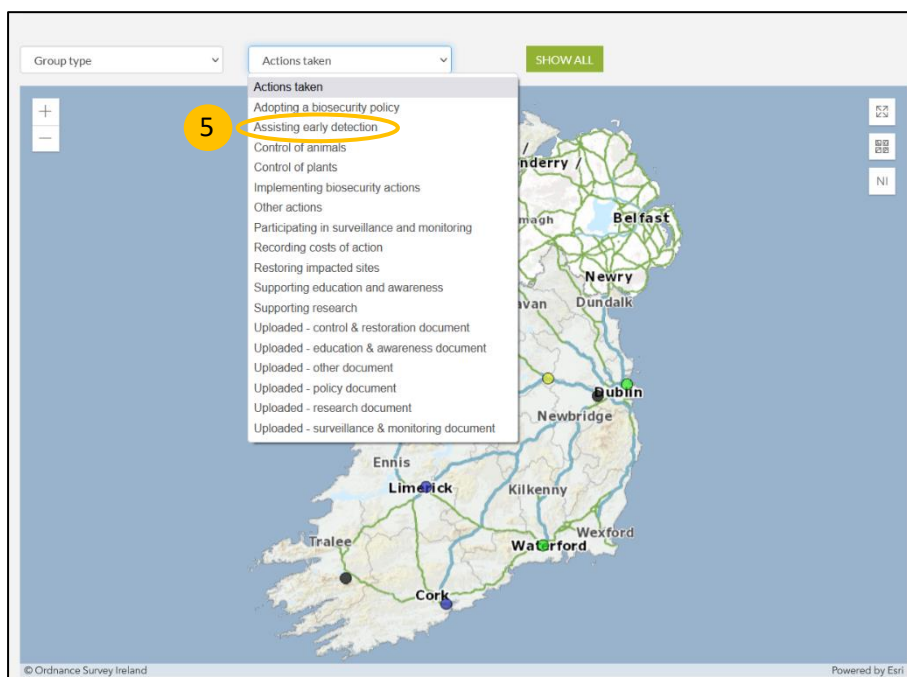 Group type
Actions taken
SHOW ALL
Actions taken
Adopting a biosecurity policy
5
Assisting early detection
Control of animals
Control of plants
Implementing biosecurity actions
Other actions
Participating in surveillance and monitoring
Recording costs of action
Restoring impacted sites
Supporting education and awareness
Supporting research
Uploaded - control & restoration document
Uploaded - education & awareness document
Uploaded - other document
Uploaded - policy document
Uploaded - research document
Uploaded - surveillance & monitoring document
+
−
NI
/
nderry /
magh
Belfast
Newry
avan
Dundalk
Dublin
Newbridge
Ennis
Limerick
Kilkenny
Wexford
Tralee
Waterford
Cork
© Ordnance Survey Ireland
Powered by Esri